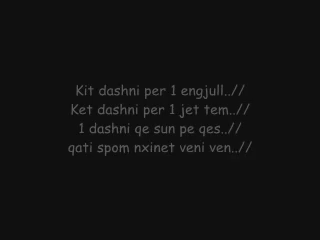 Kit dashni per 1 engjull..//
Ket dashni per 1 jet tem..//
1 dashni qe sun pe qes..//
qati spom nxinet veni ven..//